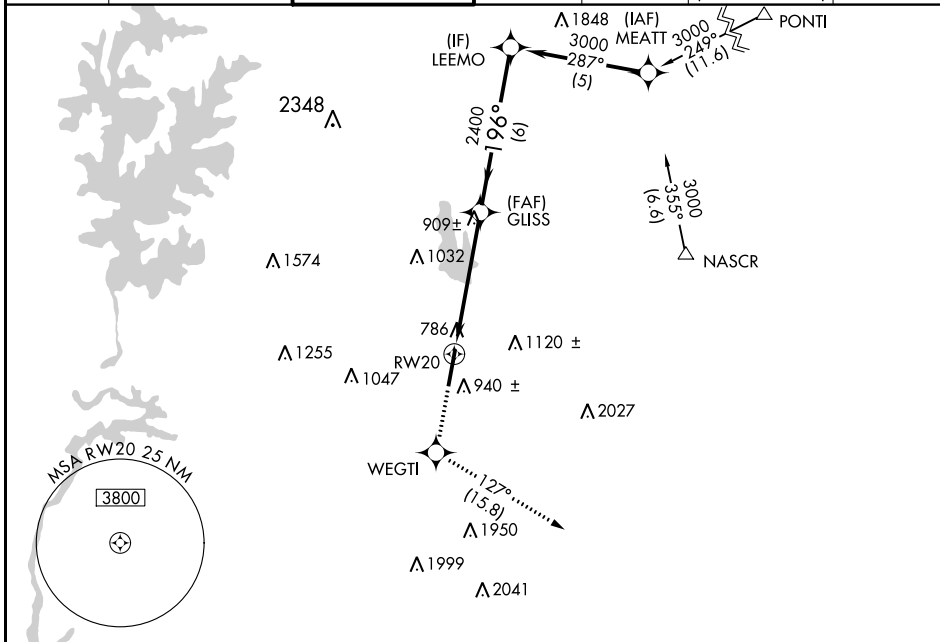 1848
(IAF)
MEATT
PONTI
3000
249°
(11.6)
(IF)
LEEMO
3000
287°
(5)
2348
2400
196°
(6)
(FAF)
GLISS
909±
3000
355°
(6.6)
NASCR
1574
1032
786
1120 ±
RW20
1255
1047
940 ±
2027
WEGTI
127°
(15.8)
MSA RW20 25 NM
3800
1950
1999
2041